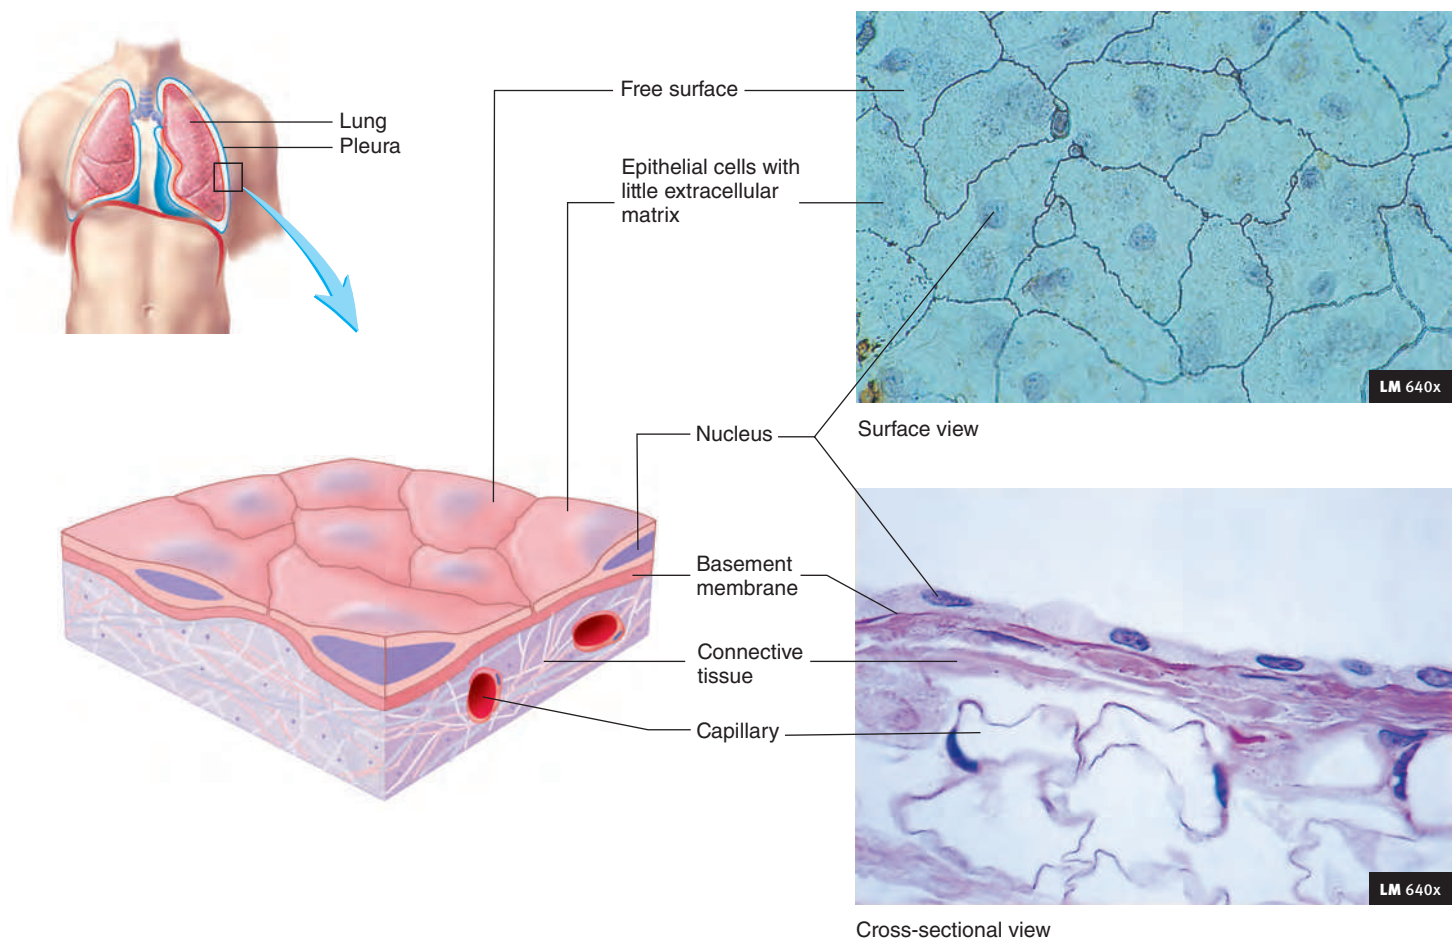 Lung
Pleura
Free surface
Epithelial cells with
little extracellular
matrix
LM 640x
Nucleus
Surface view
Basement
membrane
Connective
tissue
Capillary
LM 640x
Cross-sectional view